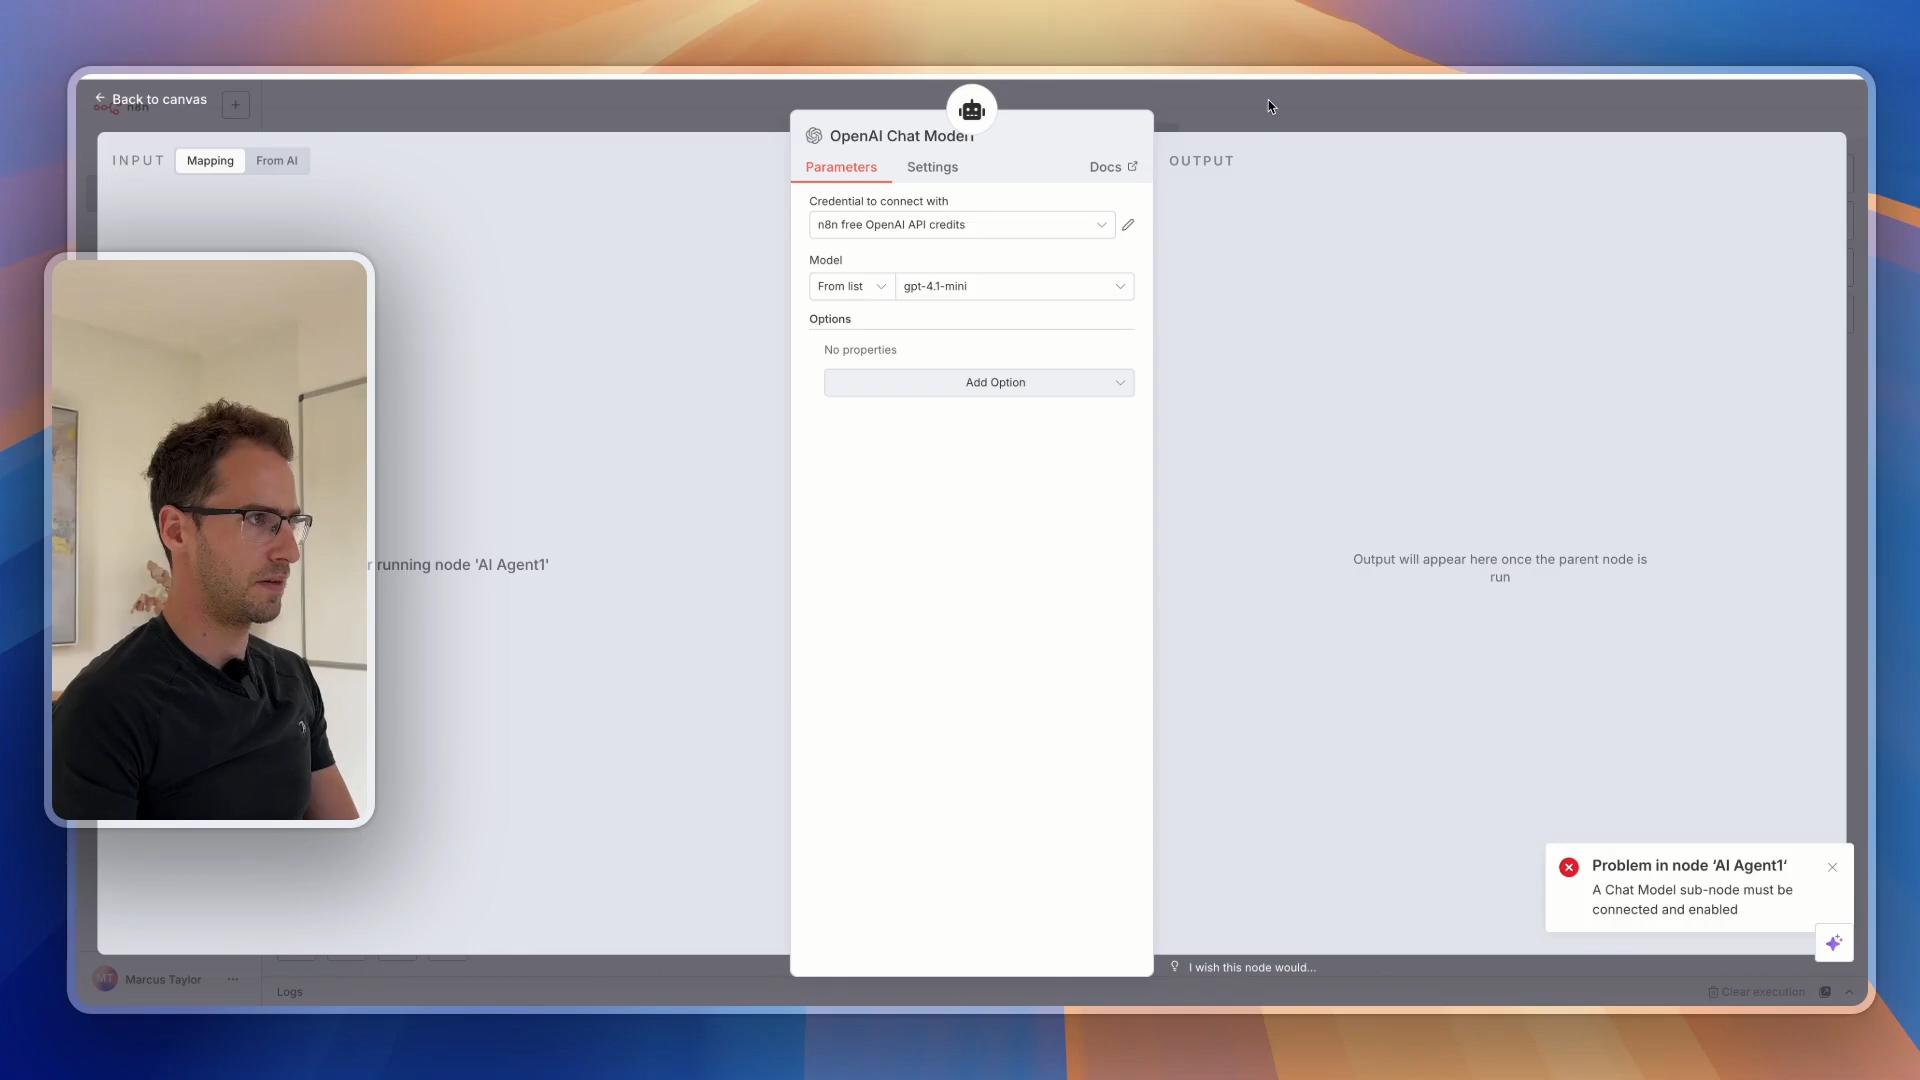 Back to canvas
n8n
+
INPUT
Mapping
From AI
OpenAI Chat Model1
Parameters
Settings
Docs
Credential to connect with
n8n free OpenAI API credits
Model
From list
gpt-4.1-mini
Options
No properties
Add Option
OUTPUT
r running node 'AI Agent1'
Output will appear here once the parent node is
run
Problem in node ‘AI Agent1‘
A Chat Model sub-node must be
connected and enabled
I wish this node would...
MT
Marcus Taylor
...
Logs
Clear execution